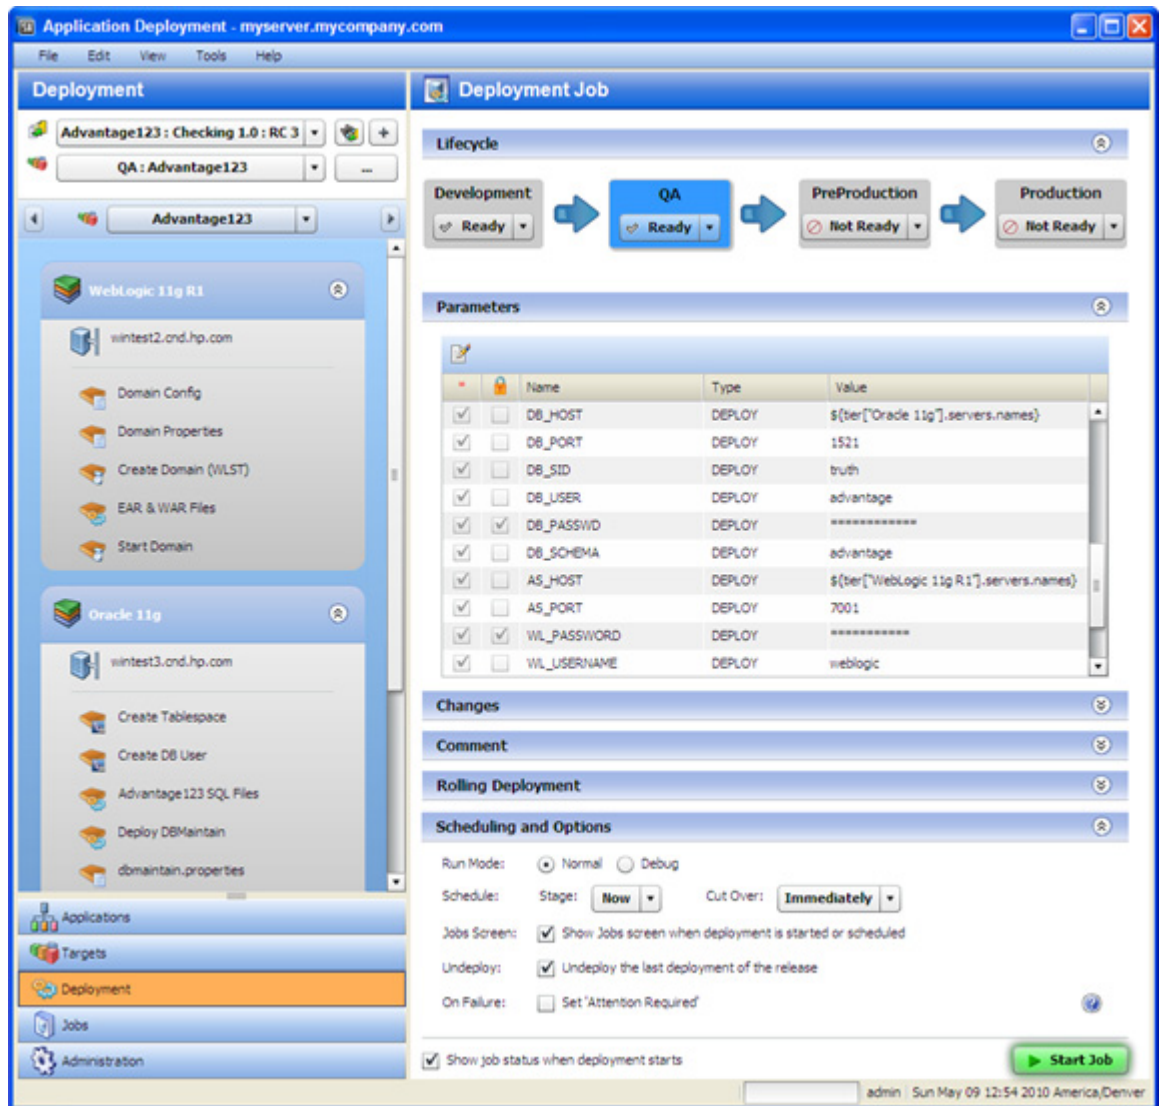 Application Deployment - myserver.mycompany.com
File Edit View Tools Help
Deployment
Advantage123 : Checking 1.0 : RC 3
+
QA : Advantage123
...
Advantage123
WebLogic 11g R1
wintest2.cnd.hp.com
Domain Config
Domain Properties
Create Domain (WLST)
EAR & WAR Files
Start Domain
Oracle 11g
wintest3.cnd.hp.com
Create Tablespace
Create DB User
Advantage123 SQL Files
Deploy DBMaintain
dbmaintain.properties
Applications
Targets
Deployment
Jobs
Administration
Deployment Job
Lifecycle
Development
Ready
QA
Ready
PreProduction
Not Ready
Production
Not Ready
Parameters
* Name Type Value
DB_HOST DEPLOY ${tier["Oracle 11g"].servers.names}
DB_PORT DEPLOY 1521
DB_SID DEPLOY truth
DB_USER DEPLOY advantage
DB_PASSWD DEPLOY ************
DB_SCHEMA DEPLOY advantage
AS_HOST DEPLOY ${tier["WebLogic 11g R1"].servers.names}
AS_PORT DEPLOY 7001
WL_PASSWORD DEPLOY ***********
WL_USERNAME DEPLOY weblogic
Changes
Comment
Rolling Deployment
Scheduling and Options
Run Mode: Normal Debug
Schedule: Stage: Now Cut Over: Immediately
Jobs Screen: Show Jobs screen when deployment is started or scheduled
Undeploy: Undeploy the last deployment of the release
On Failure: Set 'Attention Required'
Show job status when deployment starts
Start Job
admin Sun May 09 12:54 2010 America/Denver